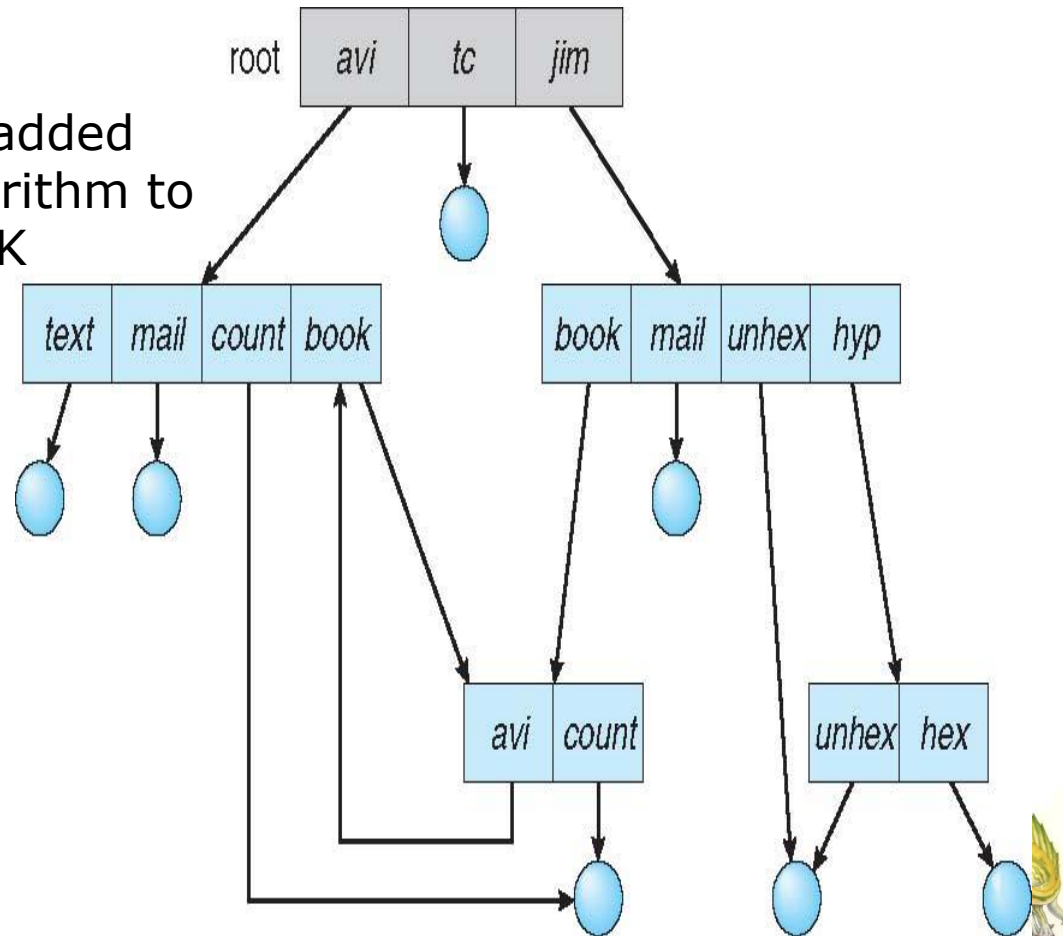 root avi tc jim
added
rithm to
K
text mail count book
book mail unhex hyp
avi count
unhex hex